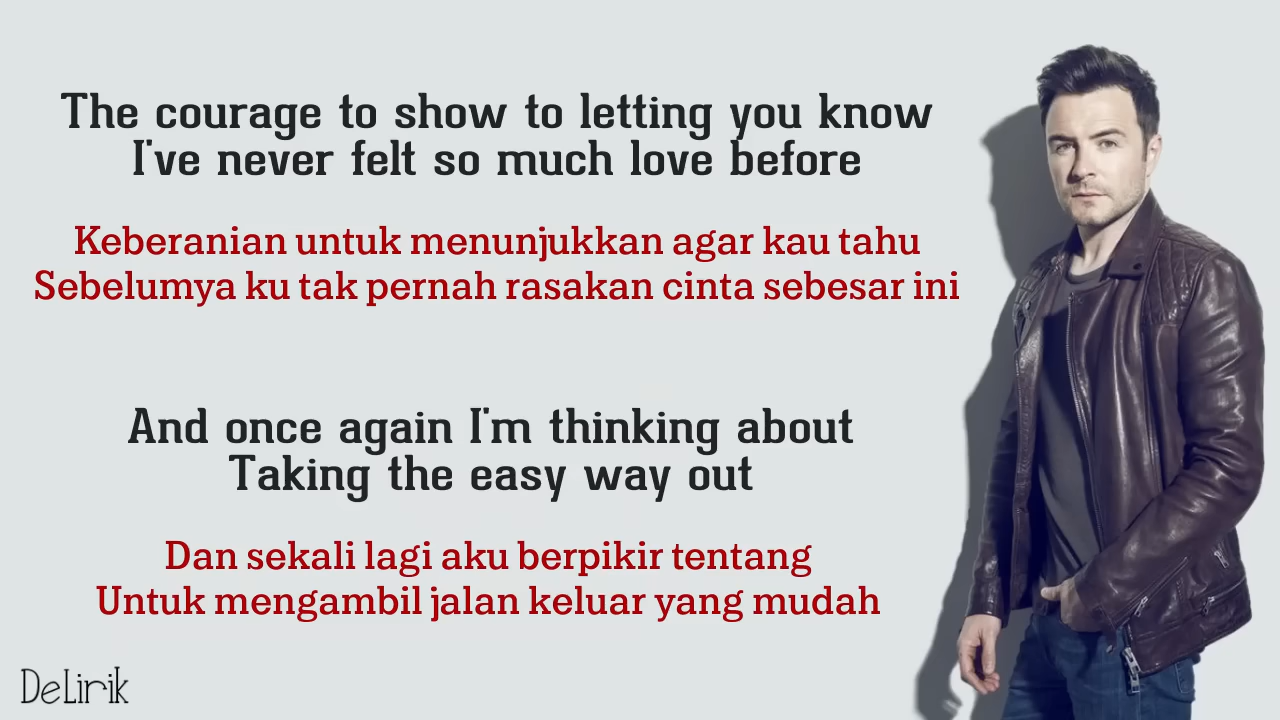 The courage to show to letting you know
I've never felt so much love before
Keberanian untuk menunjukkan agar kau tahu
Sebelumya ku tak pernah rasakan cinta sebesar ini
And once again I'm thinking about
Taking the easy way out
Dan sekali lagi aku berpikir tentang
Untuk mengambil jalan keluar yang mudah
DeLirik